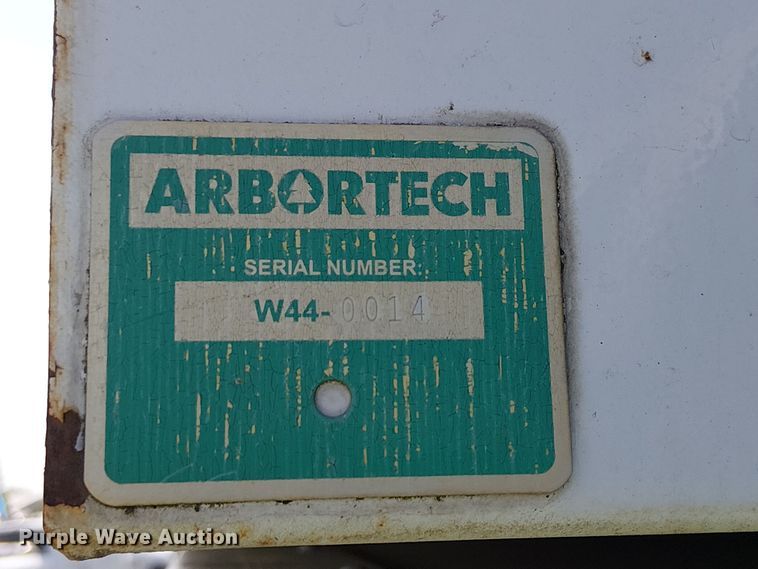 ARBORTECH
SERIAL NUMBER:
W44-0014
Purple Wave Auction